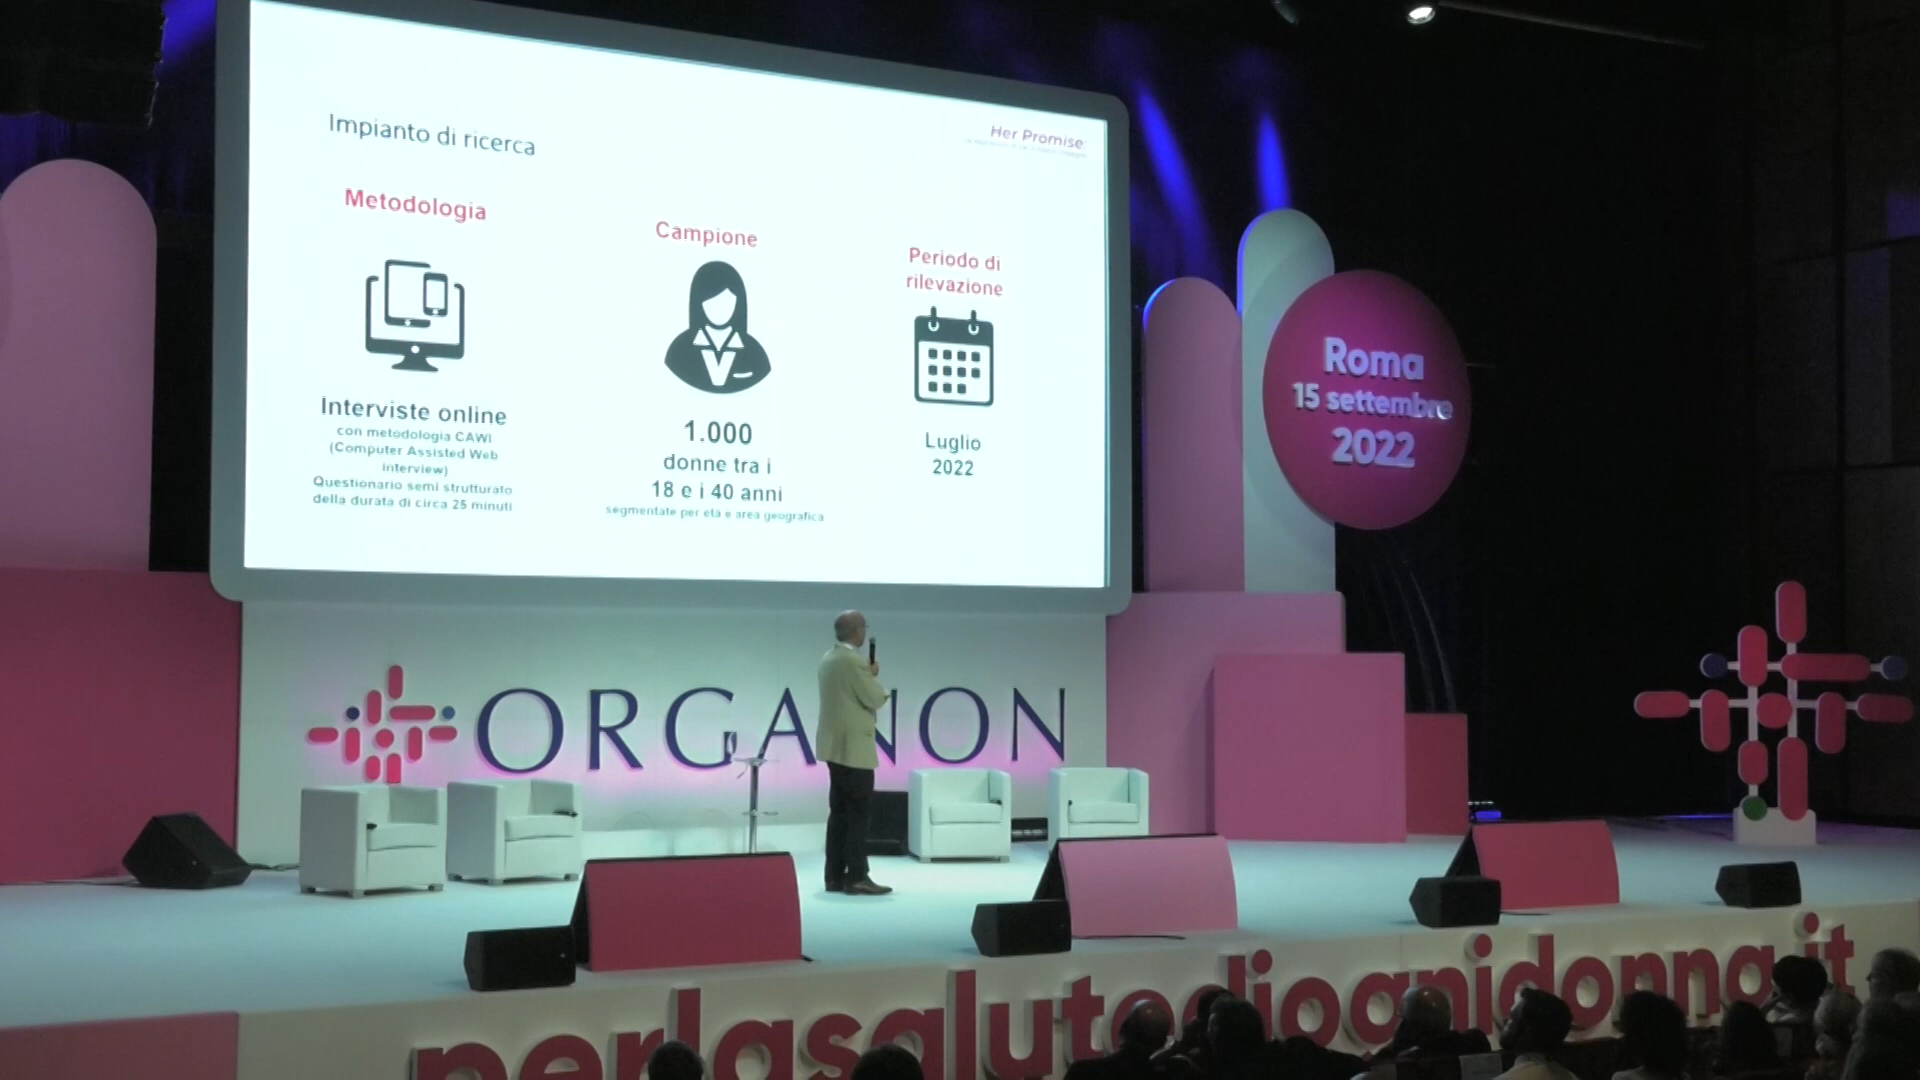 Impianto di ricerca
Her Promise
Metodologia
Interviste online
con metodologia CAWI
(Computer Assisted Web
interview)
Questionario semi strutturato
della durata di circa 25 minuti
Campione
1.000
donne tra i
18 e i 40 anni
segmentate per età e area geografica
Periodo di
rilevazione
Luglio
2022
Roma
15 settembre
2022
ORGANON
perlasalutediognidonna.it